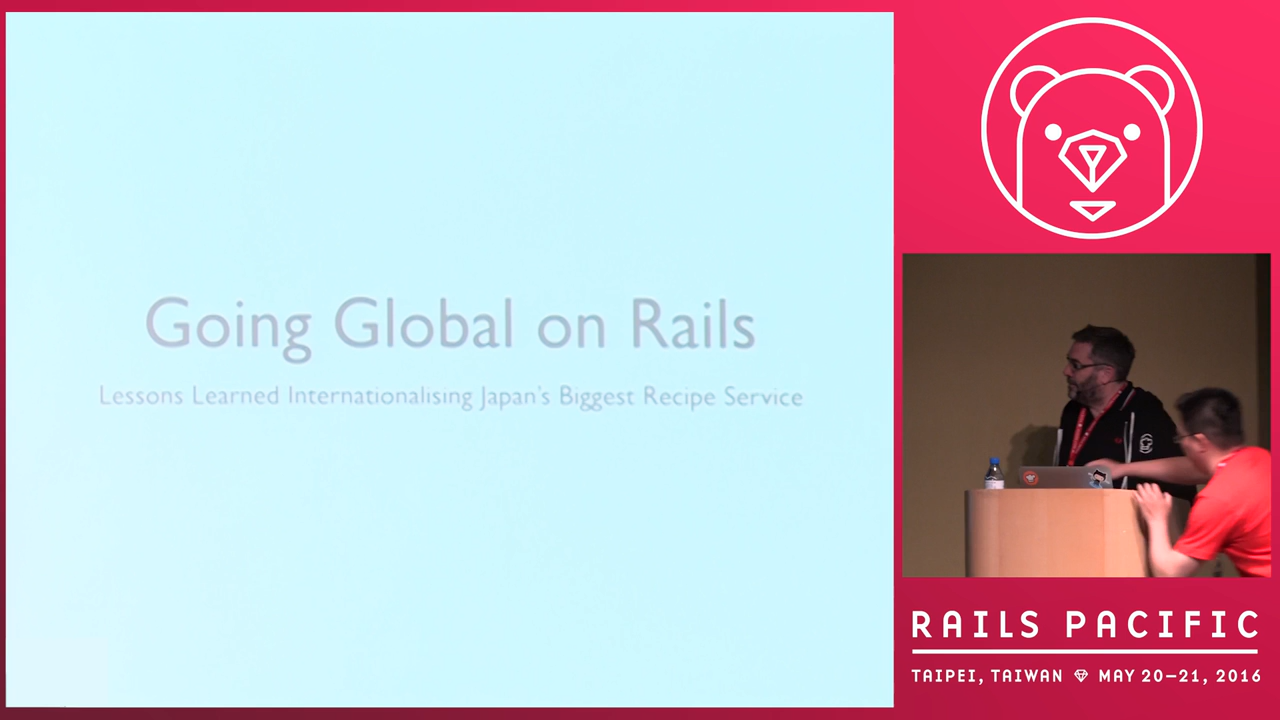 Going Global on Rails
Lessons Learned Internationalising Japan's Biggest Recipe Service
RAILS PACIFIC
TAIPEI, TAIWAN MAY 20–21, 2016